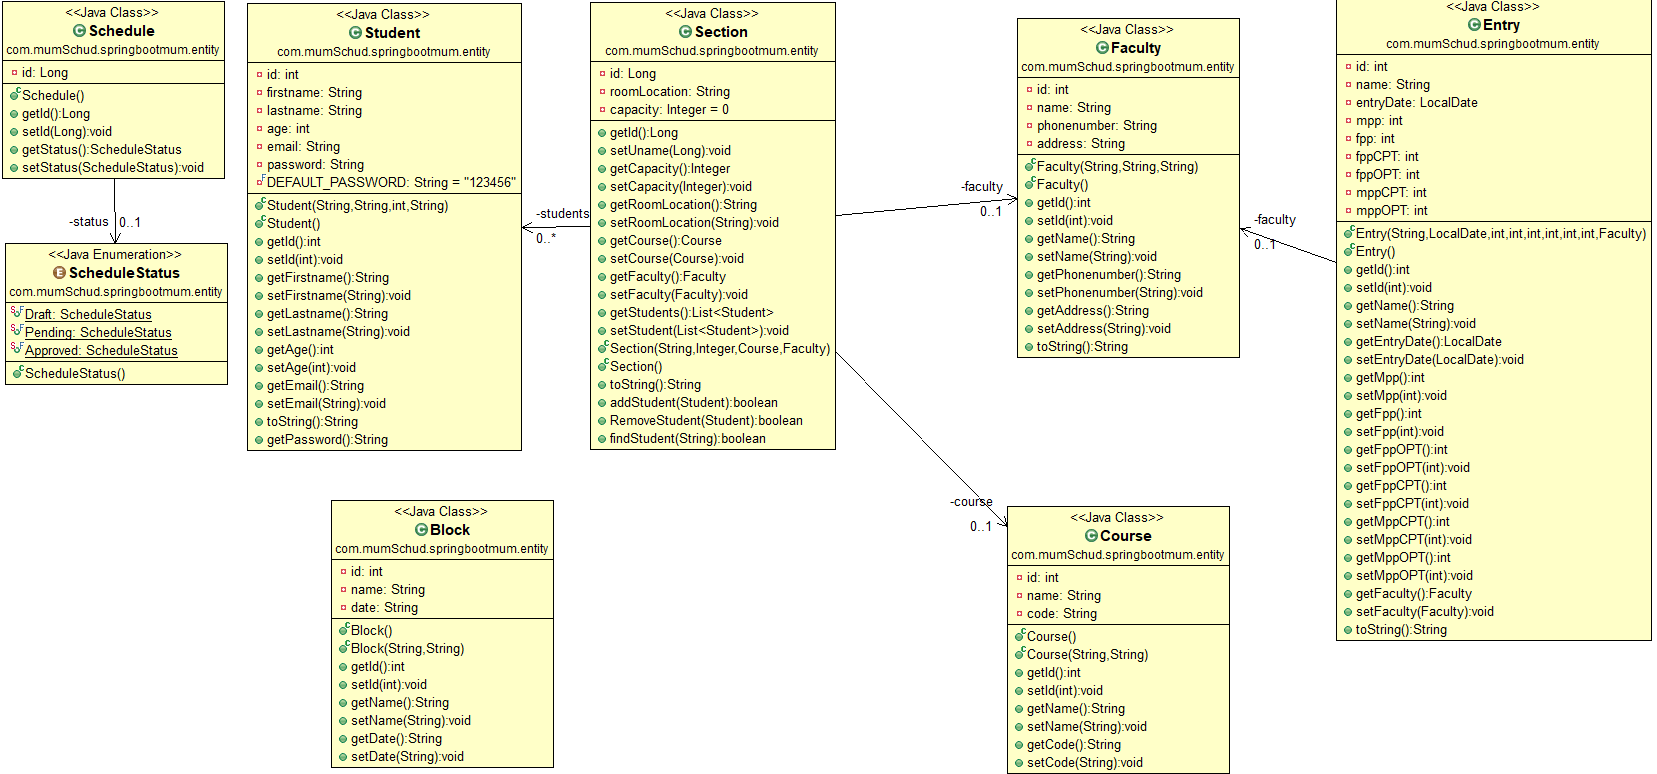 <<Java Class>>
Schedule
com.mumSchud.springbootmum.entity
id: Long
Schedule()
getId():Long
setId(Long):void
getStatus():ScheduleStatus
setStatus(ScheduleStatus):void
-status
0..1
<<Java Enumeration>>
ScheduleStatus
com.mumSchud.springbootmum.entity
Draft: ScheduleStatus
Pending: ScheduleStatus
Approved: ScheduleStatus
ScheduleStatus()
<<Java Class>>
Student
com.mumSchud.springbootmum.entity
id: int
firstname: String
lastname: String
age: int
email: String
password: String
DEFAULT_PASSWORD: String = "123456"
Student(String,String,int,String)
Student()
getId():int
setId(int):void
getFirstname():String
setFirstname(String):void
getLastname():String
setLastname(String):void
getAge():int
setAge(int):void
getEmail():String
setEmail(String):void
toString():String
getPassword():String
-students
0..*
<<Java Class>>
Section
com.mumSchud.springbootmum.entity
id: Long
roomLocation: String
capacity: Integer = 0
getId():Long
setUname(Long):void
getCapacity():Integer
setCapacity(Integer):void
getRoomLocation():String
setRoomLocation(String):void
getCourse():Course
setCourse(Course):void
getFaculty():Faculty
setFaculty(Faculty):void
getStudents():List<Student>
setStudent(List<Student>):void
Section(String,Integer,Course,Faculty)
Section()
toString():String
addStudent(Student):boolean
RemoveStudent(Student):boolean
findStudent(String):boolean
-faculty
0..1
<<Java Class>>
Faculty
com.mumSchud.springbootmum.entity
id: int
name: String
phonenumber: String
address: String
Faculty(String,String,String)
Faculty()
getId():int
setId(int):void
getName():String
setName(String):void
getPhonenumber():String
setPhonenumber(String):void
getAddress():String
setAddress(String):void
toString():String
-faculty
0..1
<<Java Class>>
Entry
com.mumSchud.springbootmum.entity
id: int
name: String
entryDate: LocalDate
mpp: int
fpp: int
fppCPT: int
fppOPT: int
mppCPT: int
mppOPT: int
Entry(String,LocalDate,int,int,int,int,int,int,Faculty)
Entry()
getId():int
setId(int):void
getName():String
setName(String):void
getEntryDate():LocalDate
setEntryDate(LocalDate):void
getMpp():int
setMpp(int):void
getFpp():int
setFpp(int):void
getFppOPT():int
setFppOPT(int):void
getFppCPT():int
setFppCPT(int):void
getMppCPT():int
setMppCPT(int):void
getMppOPT():int
setMppOPT(int):void
getFaculty():Faculty
setFaculty(Faculty):void
toString():String
<<Java Class>>
Block
com.mumSchud.springbootmum.entity
id: int
name: String
date: String
Block()
Block(String,String)
getId():int
setId(int):void
getName():String
setName(String):void
getDate():String
setDate(String):void
-course
0..1
<<Java Class>>
Course
com.mumSchud.springbootmum.entity
id: int
name: String
code: String
Course()
Course(String,String)
getId():int
setId(int):void
getName():String
setName(String):void
getCode():String
setCode(String):void